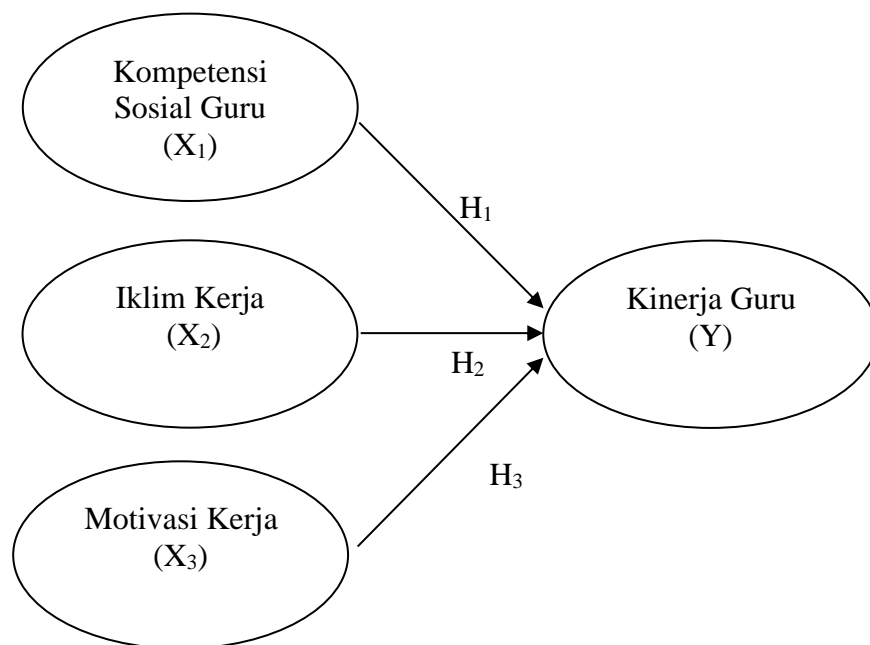 Kompetensi
Sosial Guru
(X₁)
H₁
Iklim Kerja
(X₂)
H₂
Kinerja Guru
(Y)
H₃
Motivasi Kerja
(X₃)